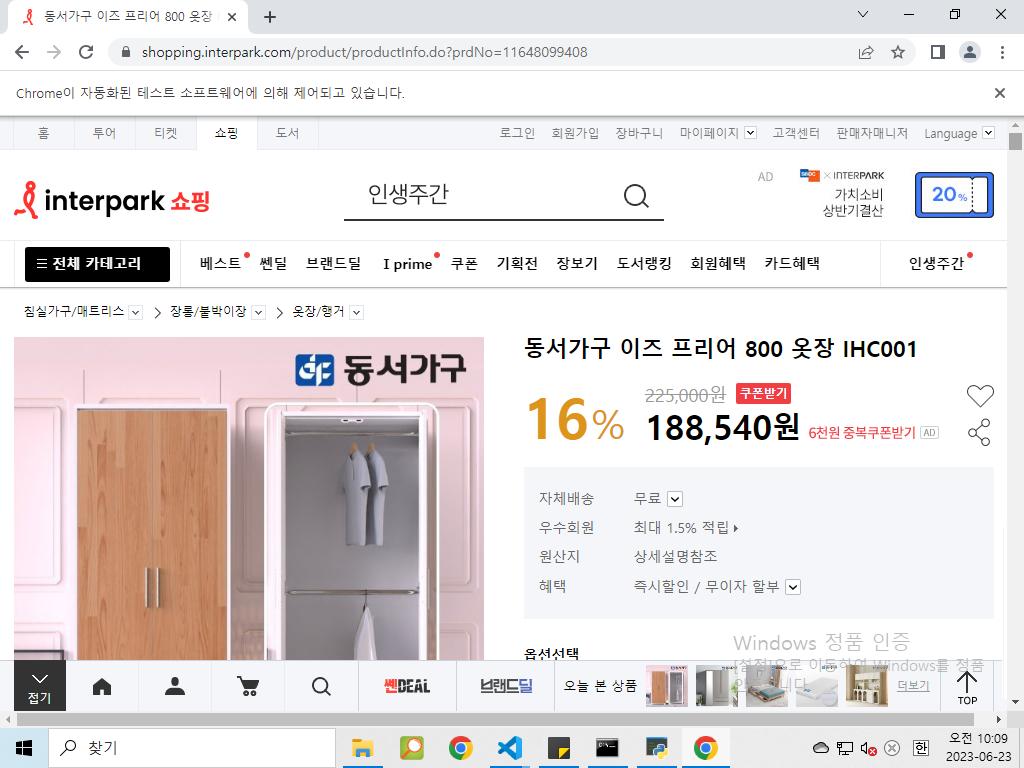 동서가구 이즈 프리어 800 옷장
shopping.interpark.com/product/productInfo.do?prdNo=11648099408
Chrome이 자동화된 테스트 소프트웨어에 의해 제어되고 있습니다.
홈 투어 티켓 쇼핑 도서 로그인 회원가입 장바구니 마이페이지 고객센터 판매자매니저 Language
interpark 쇼핑 인생주간 AD × INTERPARK
가치소비
상반기결산
20%
전체 카테고리 베스트 쎈딜 브랜드딜 I prime 쿠폰 기획전 장보기 도서랭킹 회원혜택 카드혜택 인생주간
침실가구/매트리스 장롱/붙박이장 옷장/행거
동서가구
동서가구 이즈 프리어 800 옷장 IHC001
16% 225,000원 쿠폰받기
188,540원 6천원 중복쿠폰받기 AD
자체배송 무료
우수회원 최대 1.5% 적립
원산지 상세설명참조
혜택 즉시할인 / 무이자 할부
옵션선택
Windows 정품 인증
[설정]으로 이동하여 Windows를 정품
접기 쎈DEAL 브랜드딜 오늘 본 상품 더보기 TOP
찾기 한 오전 10:09
2023-06-23